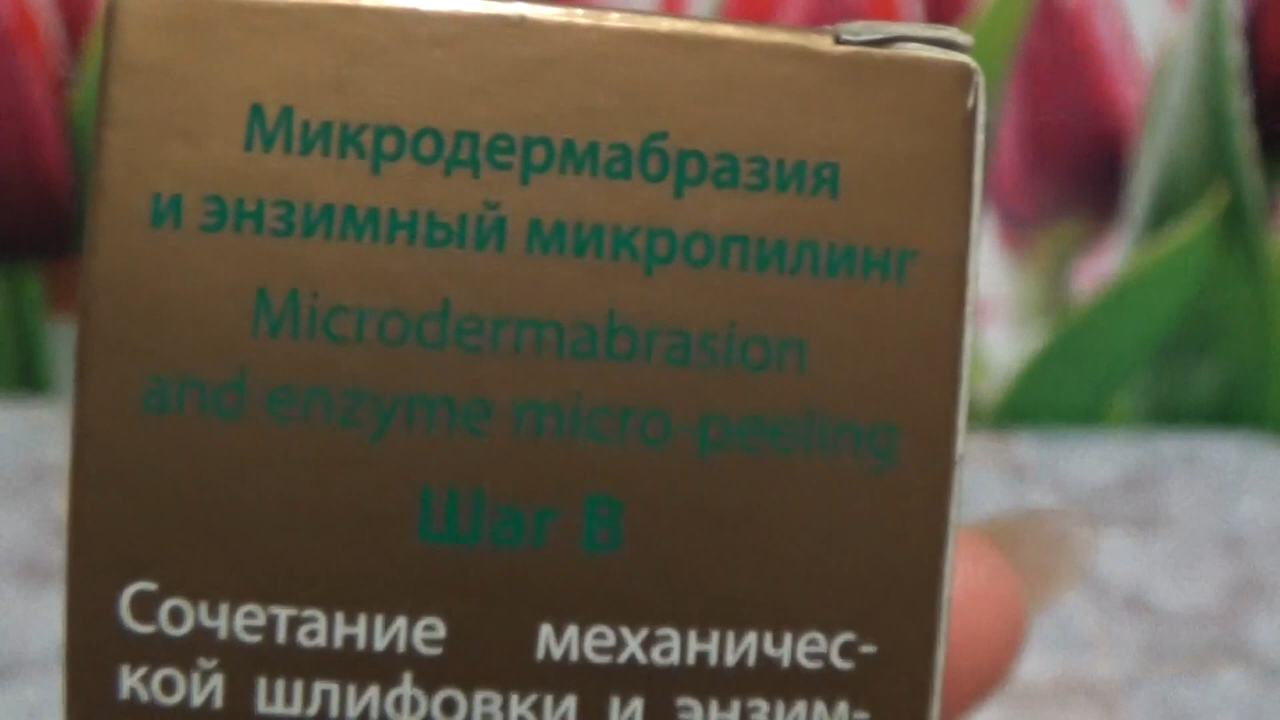 Микродермабразия
и энзимный микропилинг
Microdermabrasion
and enzyme micro-peeling
Шаг В
Сочетание механичес-
кой шлифовки и энзим-